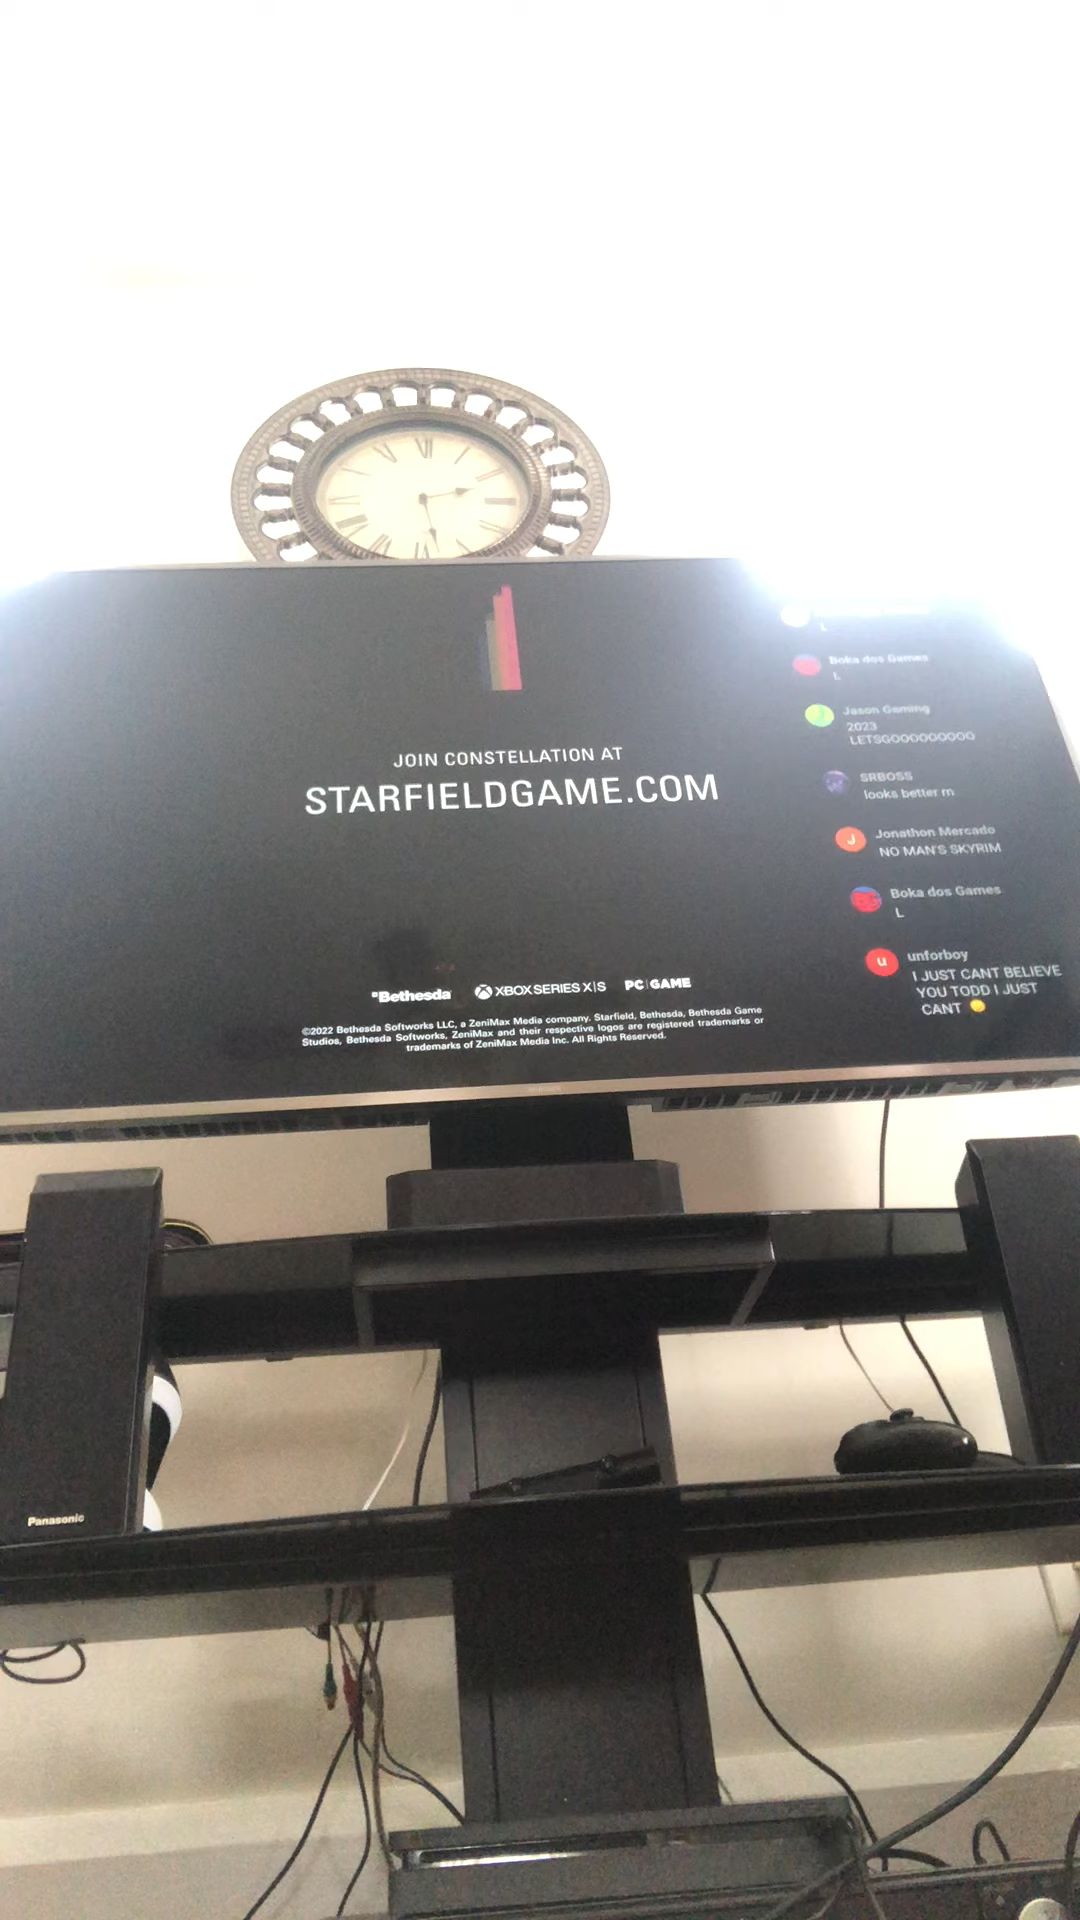 JOIN CONSTELLATION AT
STARFIELDGAME.COM
Bethesda XBOX SERIES X|S PC|GAME
©2022 Bethesda Softworks LLC, a ZeniMax Media company. Starfield, Bethesda, Bethesda Game
Studios, Bethesda Softworks, ZeniMax and their respective logos are registered trademarks or
trademarks of ZeniMax Media Inc. All Rights Reserved.
L
Boka dos Games
L
Jason Gaming
2023
LETSGOOOOOOOOO
SRBOSS
looks better rn
Jonathon Mercado
NO MAN'S SKYRIM
Boka dos Games
L
unforboy
I JUST CANT BELIEVE
YOU TODD I JUST
CANT
Panasonic